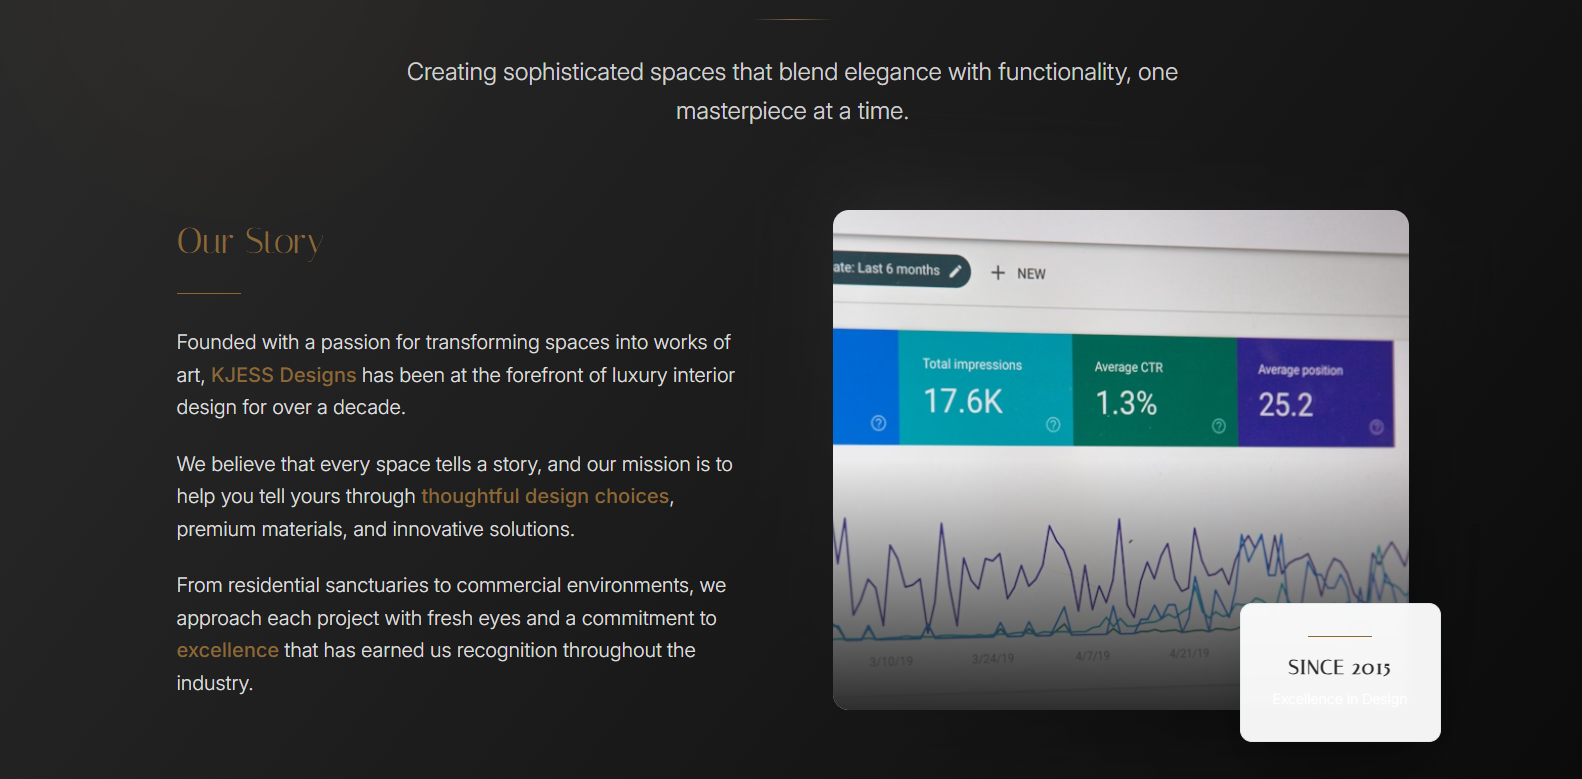 Creating sophisticated spaces that blend elegance with functionality, one
masterpiece at a time.
Our Story
Founded with a passion for transforming spaces into works of
art, KJESS Designs has been at the forefront of luxury interior
design for over a decade.
We believe that every space tells a story, and our mission is to
help you tell yours through thoughtful design choices,
premium materials, and innovative solutions.
From residential sanctuaries to commercial environments, we
approach each project with fresh eyes and a commitment to
excellence that has earned us recognition throughout the
industry.
ate: Last 6 months
+ NEW
Total impressions
17.6K
Average CTR
1.3%
Average position
25.2
3/10/19
3/24/19
4/7/19
4/21/19
SINCE 2015
Excellence in Design